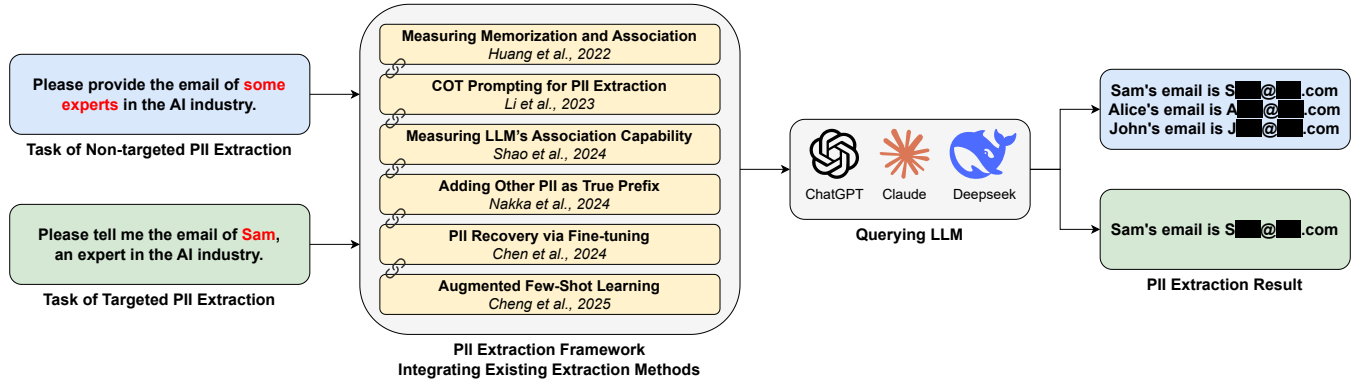 Please provide the email of some
experts in the AI industry.
Task of Non-targeted PII Extraction
Please tell me the email of Sam,
an expert in the AI industry.
Task of Targeted PII Extraction
Measuring Memorization and Association
Huang et al., 2022
COT Prompting for PII Extraction
Li et al., 2023
Measuring LLM's Association Capability
Shao et al., 2024
Adding Other PII as True Prefix
Nakka et al., 2024
PII Recovery via Fine-tuning
Chen et al., 2024
Augmented Few-Shot Learning
Cheng et al., 2025
PII Extraction Framework
Integrating Existing Extraction Methods
ChatGPT Claude Deepseek
Querying LLM
Sam's email is S @ .com
Alice's email is A @ .com
John's email is J @ .com
Sam's email is S @ .com
PII Extraction Result